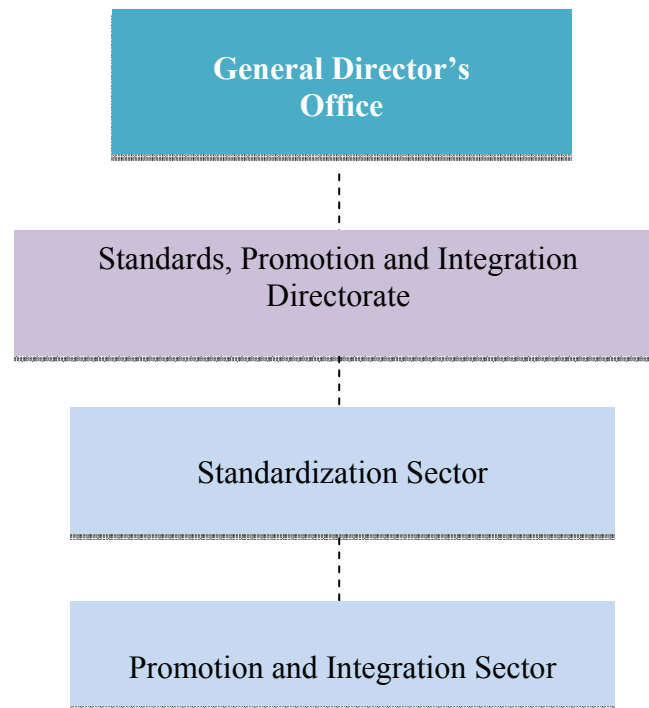 General Director’s
Office
Standards, Promotion and Integration
Directorate
Standardization Sector
Promotion and Integration Sector